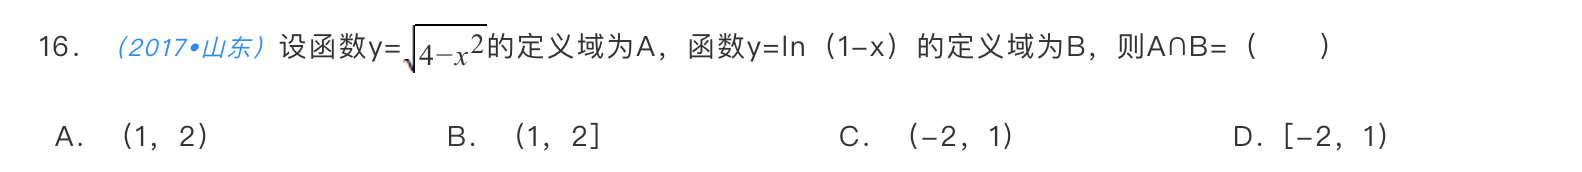 16. （2017•山东）设函数y=√4−x²的定义域为A，函数y=ln（1−x）的定义域为B，则A∩B=（　　）
A. （1，2）　B. （1，2]　C. （−2，1）　D. [−2，1）